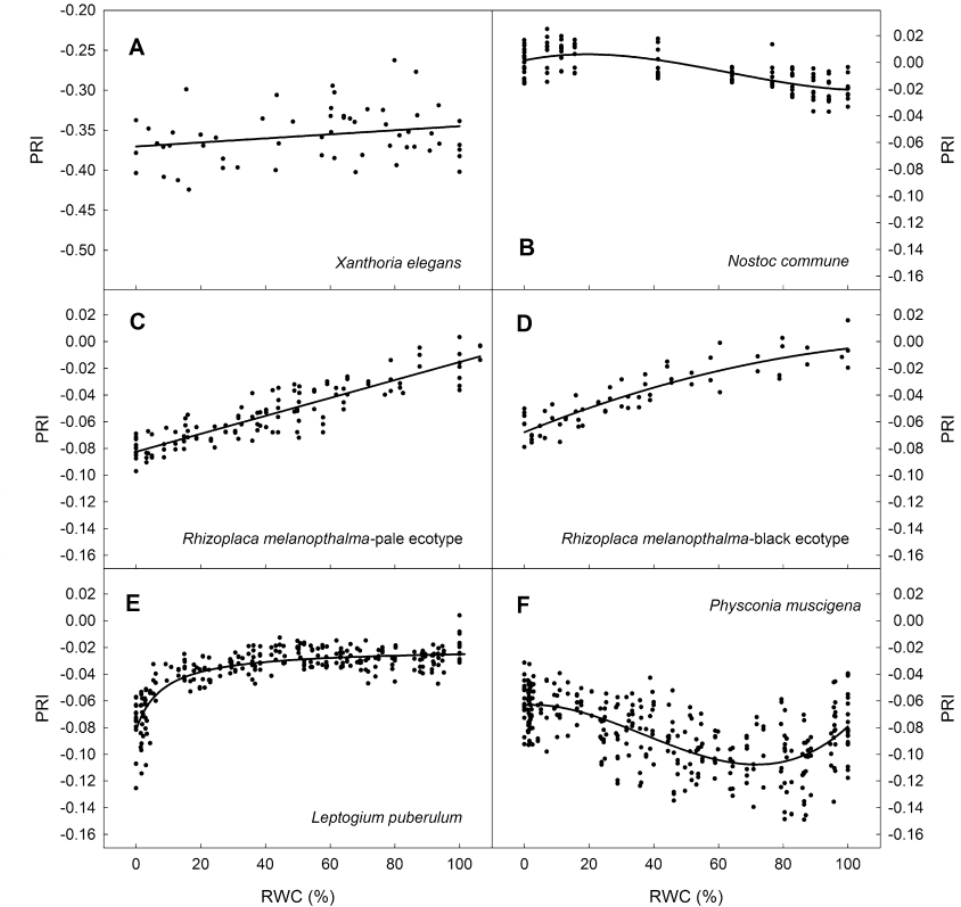 -0.20
-0.25
-0.30
-0.35
-0.40
-0.45
-0.50
PRI
A
Xanthoria elegans
0.02
0.00
-0.02
-0.04
-0.06
-0.08
-0.10
-0.12
-0.14
-0.16
PRI
B
Nostoc commune
0.02
0.00
-0.02
-0.04
-0.06
-0.08
-0.10
-0.12
-0.14
-0.16
PRI
C
Rhizoplaca melanopthalma-pale ecotype
D
Rhizoplaca melanopthalma-black ecotype
0.02
0.00
-0.02
-0.04
-0.06
-0.08
-0.10
-0.12
-0.14
-0.16
PRI
0.02
0.00
-0.02
-0.04
-0.06
-0.08
-0.10
-0.12
-0.14
-0.16
PRI
E
Leptogium puberulum
F
Physconia muscigena
0.02
0.00
-0.02
-0.04
-0.06
-0.08
-0.10
-0.12
-0.14
-0.16
PRI
0 20 40 60 80 100
RWC (%)
0 20 40 60 80 100
RWC (%)